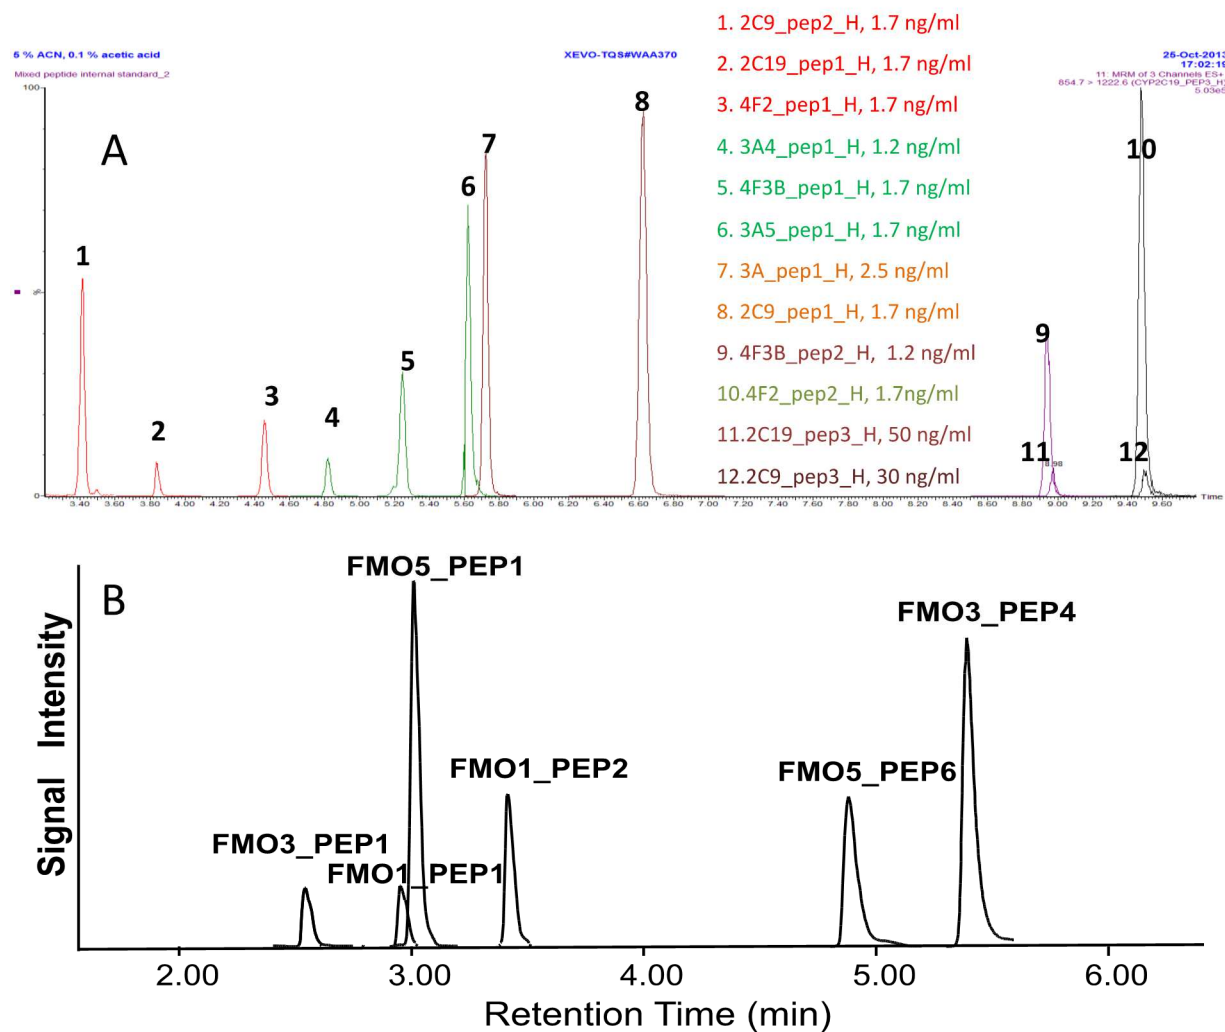 1. 2C9_pep2_H, 1.7 ng/ml
5 % ACN, 0.1 % acetic acid
XEVO-TQS#WAA370
25-Oct-2013
17:02:19
2. 2C19_pep1_H, 1.7 ng/ml
Mixed peptide internal standard_2
11: MRM of 3 Channels ES+
854.7 > 1222.6 (CYP2C19_PEP3_H)
5.03e5
100
3. 4F2_pep1_H, 1.7 ng/ml
A
8
7
10
4. 3A4_pep1_H, 1.2 ng/ml
6
5. 4F3B_pep1_H, 1.7 ng/ml
1
6. 3A5_pep1_H, 1.7 ng/ml
7. 3A_pep1_H, 2.5 ng/ml
%
8. 2C9_pep1_H, 1.7 ng/ml
5
9
9. 4F3B_pep2_H, 1.2 ng/ml
3
10.4F2_pep2_H, 1.7ng/ml
4
2
11.2C19_pep3_H, 50 ng/ml
11
12
8.98
12.2C9_pep3_H, 30 ng/ml
0
Time
3.40 3.60 3.80 4.00 4.20 4.40 4.60 4.80 5.00 5.20 5.40 5.60 5.80 6.00 6.20 6.40 6.60 6.80 7.00 7.20 7.40 7.60 7.80 8.00 8.20 8.40 8.60 8.80 9.00 9.20 9.40 9.60
FMO5_PEP1
B
FMO3_PEP4
FMO1_PEP2
FMO5_PEP6
FMO3_PEP1
FMO1_PEP1
Signal Intensity
2.00 3.00 4.00 5.00 6.00
Retention Time (min)